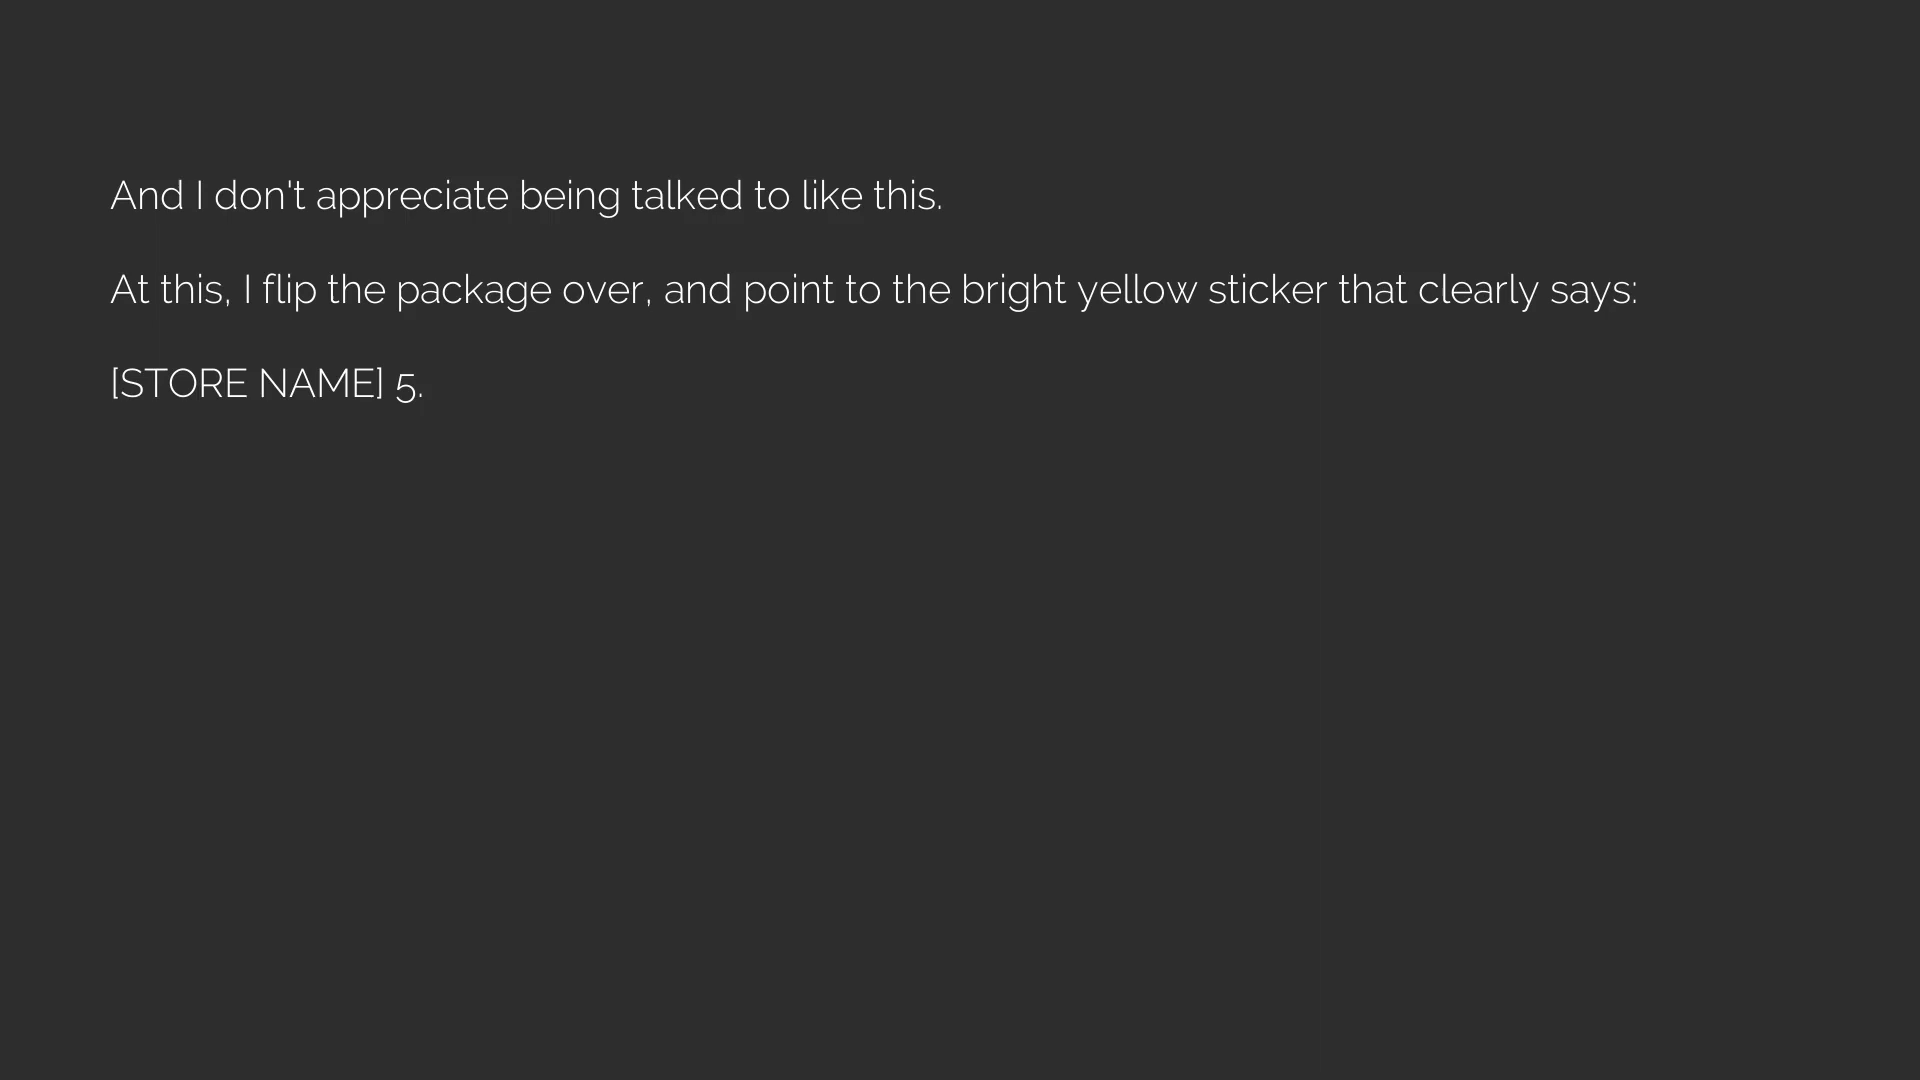 And I don't appreciate being talked to like this.
At this, I flip the package over, and point to the bright yellow sticker that clearly says:
[STORE NAME] 5.